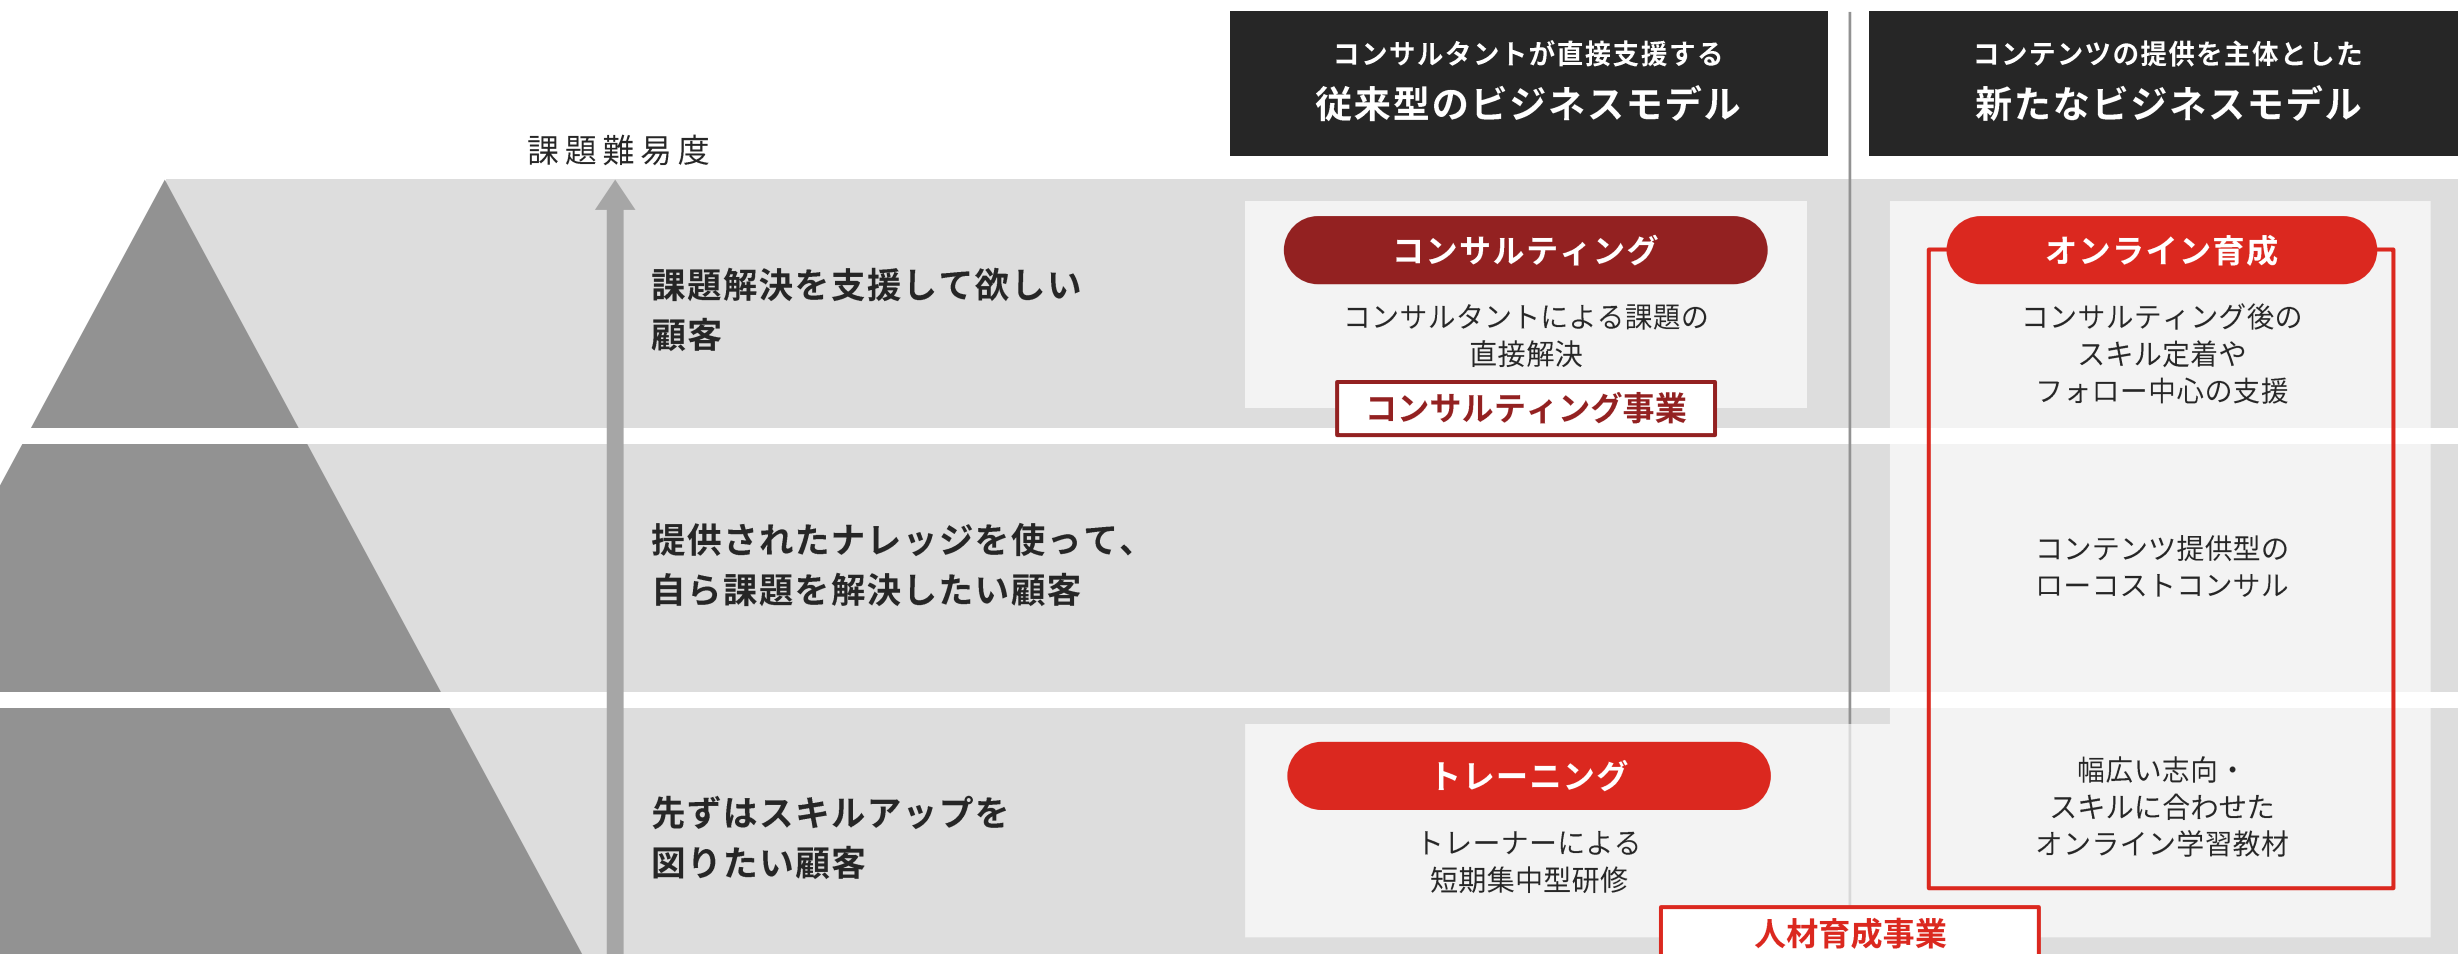 コンサルタントが直接支援する
従来型のビジネスモデル
コンテンツの提供を主体とした
新たなビジネスモデル
課題難易度
課題解決を支援して欲しい
顧客
コンサルティング
コンサルタントによる課題の
直接解決
コンサルティング事業
オンライン育成
コンサルティング後の
スキル定着や
フォロー中心の支援
提供されたナレッジを使って、
自ら課題を解決したい顧客
コンテンツ提供型の
ローコストコンサル
先ずはスキルアップを
図りたい顧客
トレーニング
トレーナーによる
短期集中型研修
幅広い志向・
スキルに合わせた
オンライン学習教材
人材育成事業